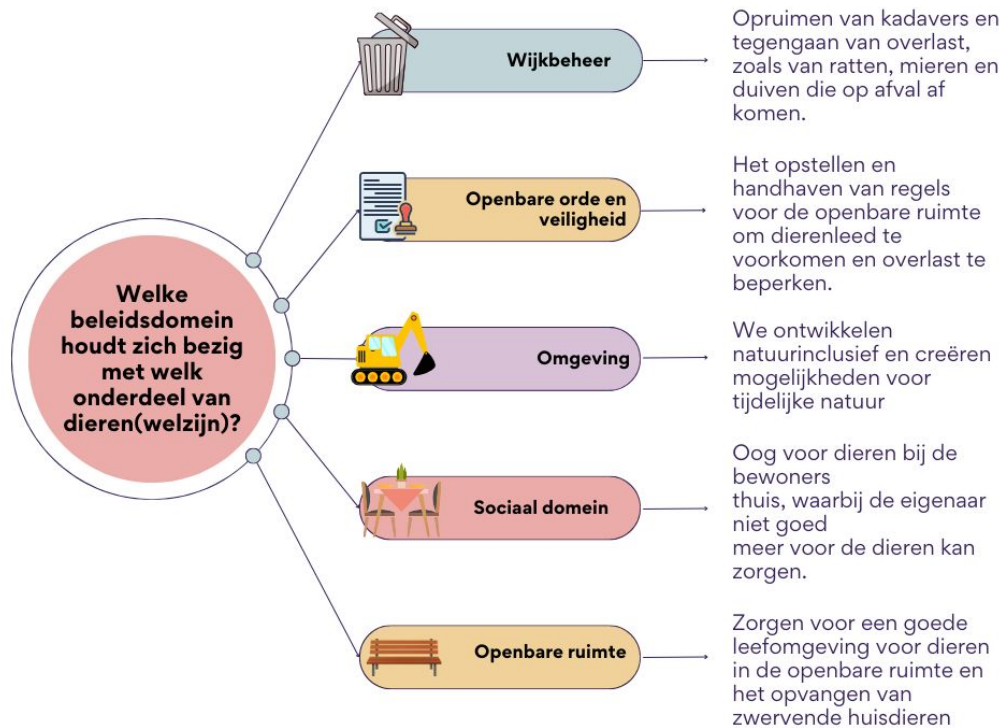 Welke
beleidsdomein
houdt zich bezig
met welk
onderdeel van
dieren(welzijn)?
Wijkbeheer
Opruimen van kadavers en
tegengaan van overlast,
zoals van ratten, mieren en
duiven die op afval af
komen.
Openbare orde en
veiligheid
Het opstellen en
handhaven van regels
voor de openbare ruimte
om dierenleed te
voorkomen en overlast te
beperken.
Omgeving
We ontwikkelen
natuurinclusief en creëren
mogelijkheden voor
tijdelijke natuur
Sociaal domein
Oog voor dieren bij de
bewoners
thuis, waarbij de eigenaar
niet goed
meer voor de dieren kan
zorgen.
Openbare ruimte
Zorgen voor een goede
leefomgeving voor dieren
in de openbare ruimte en
het opvangen van
zwervende huisdieren